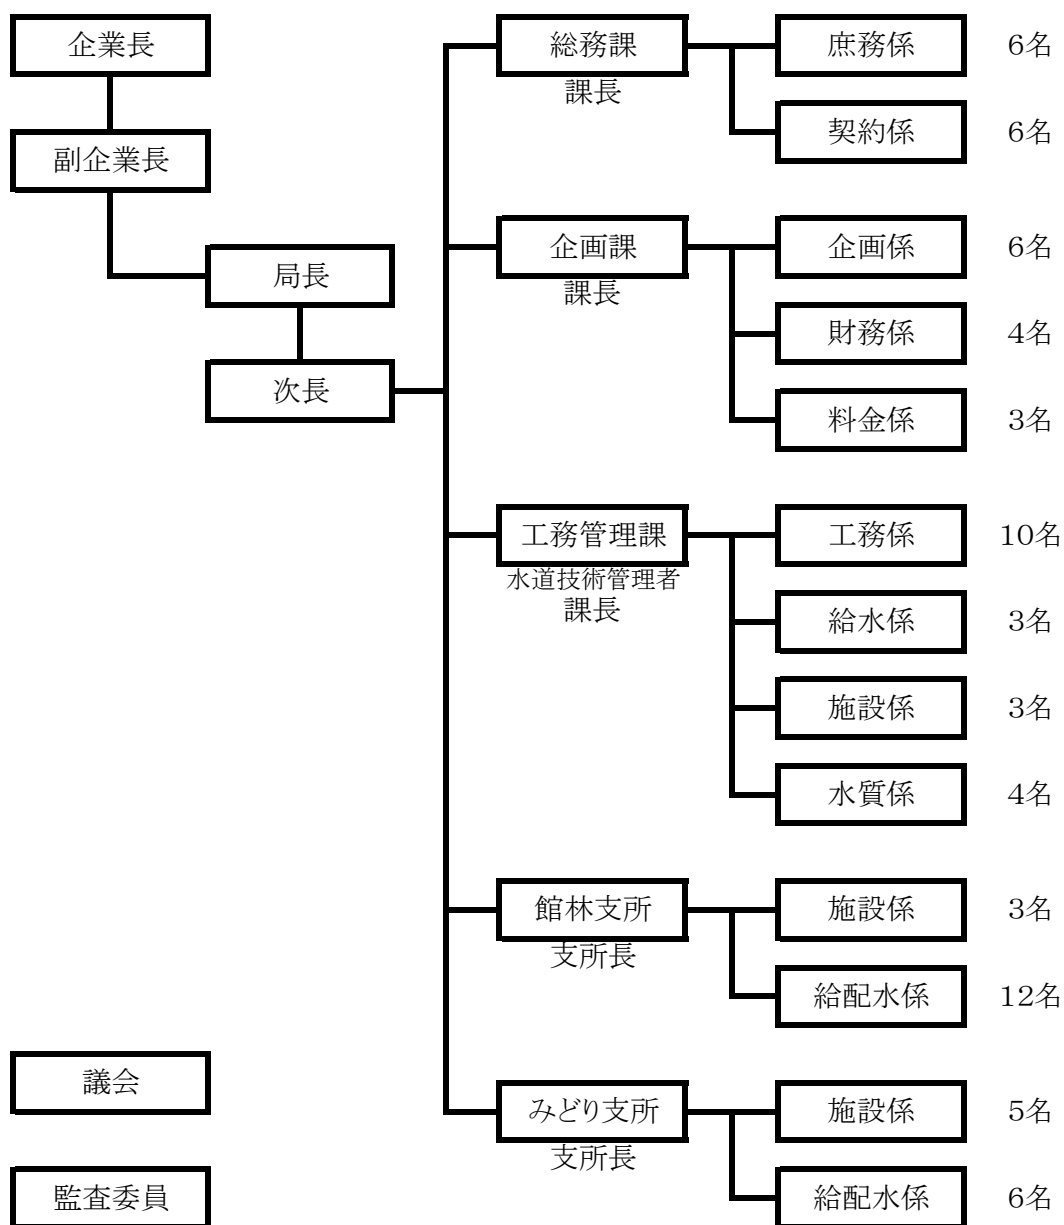 企業長
副企業長
局長
次長
総務課
課長
庶務係 6名
契約係 6名
企画課
課長
企画係 6名
財務係 4名
料金係 3名
工務管理課
水道技術管理者
課長
工務係 10名
給水係 3名
施設係 3名
水質係 4名
館林支所
支所長
施設係 3名
給配水係 12名
みどり支所
支所長
施設係 5名
給配水係 6名
議会
監査委員